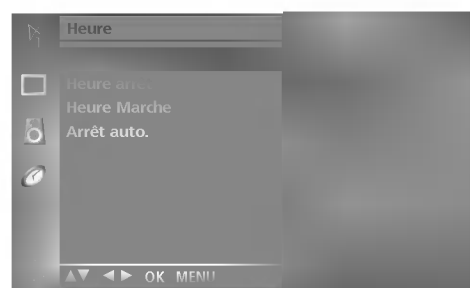 Heure
Heure arrêt
Heure Marche
Arrêt auto.
OK MENU